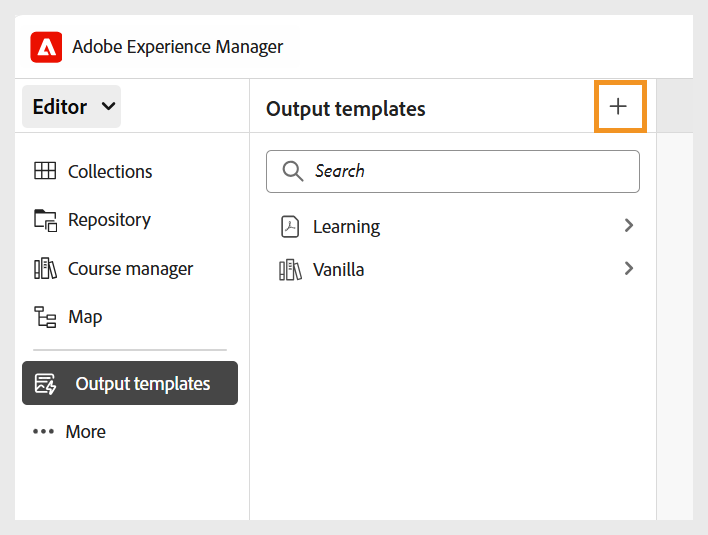 Adobe Experience Manager
Editor
Output templates
Search
Collections
Repository
Course manager
Map
Output templates
More
Learning
Vanilla